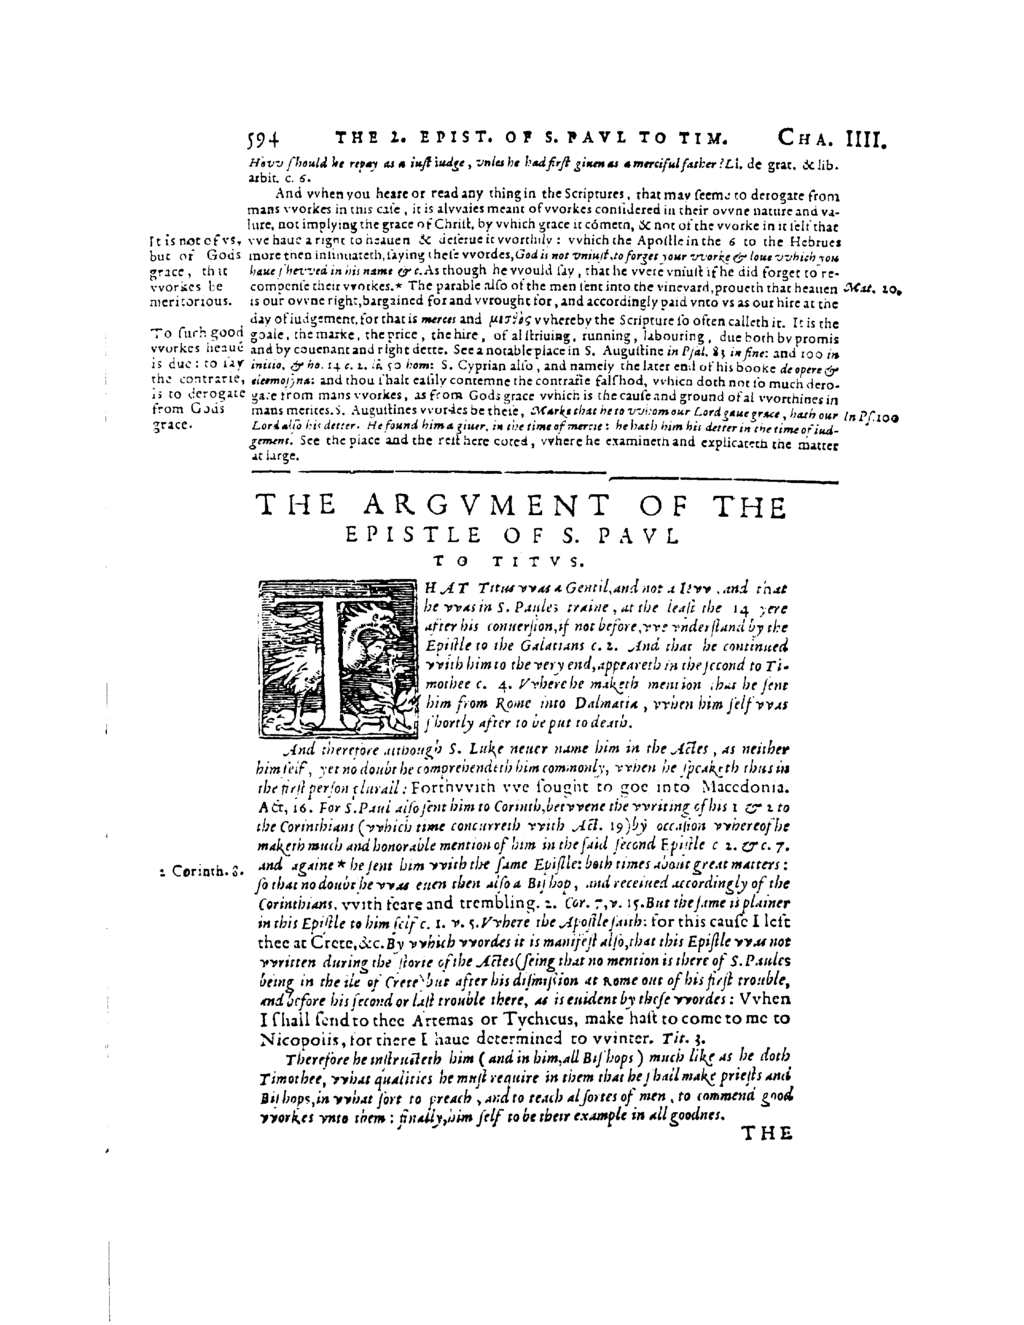 594 THE 2. EPIST. OF S. PAVL TO TIM. CHA. IIII.
Hovv ſhould he repay as a iuſt iudge, vnles he had firſt giuen as a merciful father? Li. de grat. & lib.
arbit. c. 6.
And vvhen you heare or read any thing in the Scriptures, that may ſeeme to derogate from
mans vvorkes in this caſe, it is alvvaies meant of vvorkes conſidered in their ovvne nature and va-
lure, not implying the grace of Chriſt, by vvhich grace it cometh, & not of the vvorke in it ſelf that
vve haue a right to heauen & deſerue it vvorthily: vvhich the Apoſtle in the 6 to the Hebrues
more then inſinuateth, ſaying theſe vvordes, God is not vniuſt, to forget your vvorke & loue vvhich you
haue ſhevved in his name &c. As though he vvould ſay, that he vvere vniuſt if he did forget to re-
compenſe their vvorkes.* The parable alſo of the men ſent into the vineyard, proueth that heauen
is our ovvne right, bargained for and vvrought for, and accordingly paid vnto vs as our hire at the
day of iudgement. for that is merces and μισθὸς vvhereby the Scripture ſo often calleth it. It is the
goale, the marke, the price, the hire, of al ſtriuing, running, labouring, due both by promis
and by couenant and right dette. See a notable place in S. Auguſtine in Pſal. 83 in fine: and 100 in
initio, & ho. 14 c. 2. li. 50 hom: S. Cyprian alſo, and namely the later end of his booke de opere &
eleemoſyna: and thou ſhalt eaſily contemne the contrarie falſhod, vvhich doth not ſo much dero-
gate from mans vvorkes, as from Gods grace vvhich is the cauſe and ground of al vvorthines in
mans merites. S. Auguſtines vvordes be theſe, Marke that he to vvhom our Lord gaue grace, hath our
Lord alſo his detter. He found him a giuer, in the time of mercie: he hath him his detter in the time of iud-
gement. See the place and the reſt here coted, vvhere he examineth and explicateth the matter
at large.
It is not of vs,
but of Gods
grace, that
vvorkes be
meritorious.
To ſuch good
vvorkes heauē
is due: to ſay
the contrarie,
is to derogate
from Gods
grace.
Mat. 20.
In Pſ. 100
THE ARGVMENT OF THE
EPISTLE OF S. PAVL
TO TITVS.
THAT Titus vvas a Gentil, and not a Ievv, and that
he vvas in S. Paules traine, at the leaſt the 14 yere
after his conuerſion, if not before, vve vnderſtand by the
Epiſtle to the Galatians c. 2. And that he continued
vvith him to the very end, appeareth in the ſecond to Ti-
mothee c. 4. Vvhere he maketh mention that he ſent
him from Rome into Dalmatia, vvhen him ſelf vvas
ſhortly after to be put to death.
And therefore although S. Luke neuer name him in the Actes, as neither
him ſelf, yet no doubt he comprehendeth him commonly, vvhen he ſpeaketh thus in
the firſt perſon plurall: Forthvvith vve ſought to goe into Macedonia.
Act, 16. For S. Paul alſo ſent him to Corinth, betvvene the vvriting of his 1 & 2 to
the Corinthians (vvhich time concurreth vvith Act. 19) by occaſion vvhereof he
maketh much and honorable mention of him in the ſaid ſecond Epiſtle c 2. & c. 7.
and againe * he ſent him vvith the ſame Epiſtle: both times about great matters:
ſo that no doubt he vvas euen then alſo a Biſhop, and receiued accordingly of the
Corinthians, vvith feare and trembling. 2. Cor. 7, v. 15. But the ſame is plainer
in this Epiſtle to him ſelf c. 1. v. 5. Vvhere the Apoſtle ſaith: for this cauſe I left
thee at Crete, &c. By vvhich vvordes it is manifeſt alſo, that this Epiſtle vvas not
vvritten during the ſtorie of the Actes (ſeing that no mention is there of S. Paules
being in the ile of Crete) but after his diſmiſſion at Rome out of his firſt trouble,
and before his ſecond or laſt trouble there, as is euident by theſe vvordes: Vvhen
I ſhall ſend to thee Artemas or Tychicus, make haſt to come to me to
Nicopolis, for there I haue determined to vvinter. Tit. 3.
Therefore he inſtructeth him (and in him, all Biſhops) much like as he doth
Timothee, vvhat qualities he muſt require in them that he ſhall make prieſts and
Biſhops, in vvhat ſort to preach, and to teach al ſortes of men, to commend good
vvorkes vnto them: finally, him ſelf to be their example in all goodnes.
2 Corinth. 8.
THE